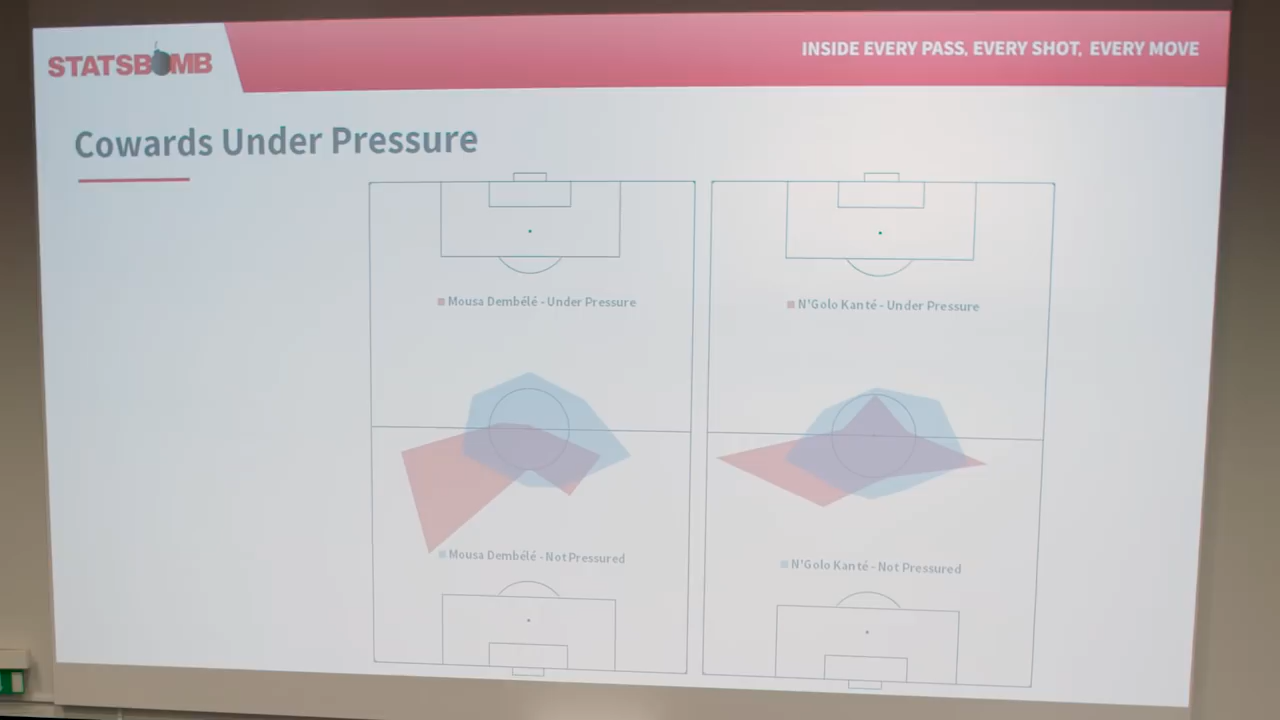 STATSBOMB
INSIDE EVERY PASS, EVERY SHOT, EVERY MOVE
Cowards Under Pressure
Mousa Dembélé - Under Pressure
N'Golo Kanté - Under Pressure
Mousa Dembélé - Not Pressured
N'Golo Kanté - Not Pressured